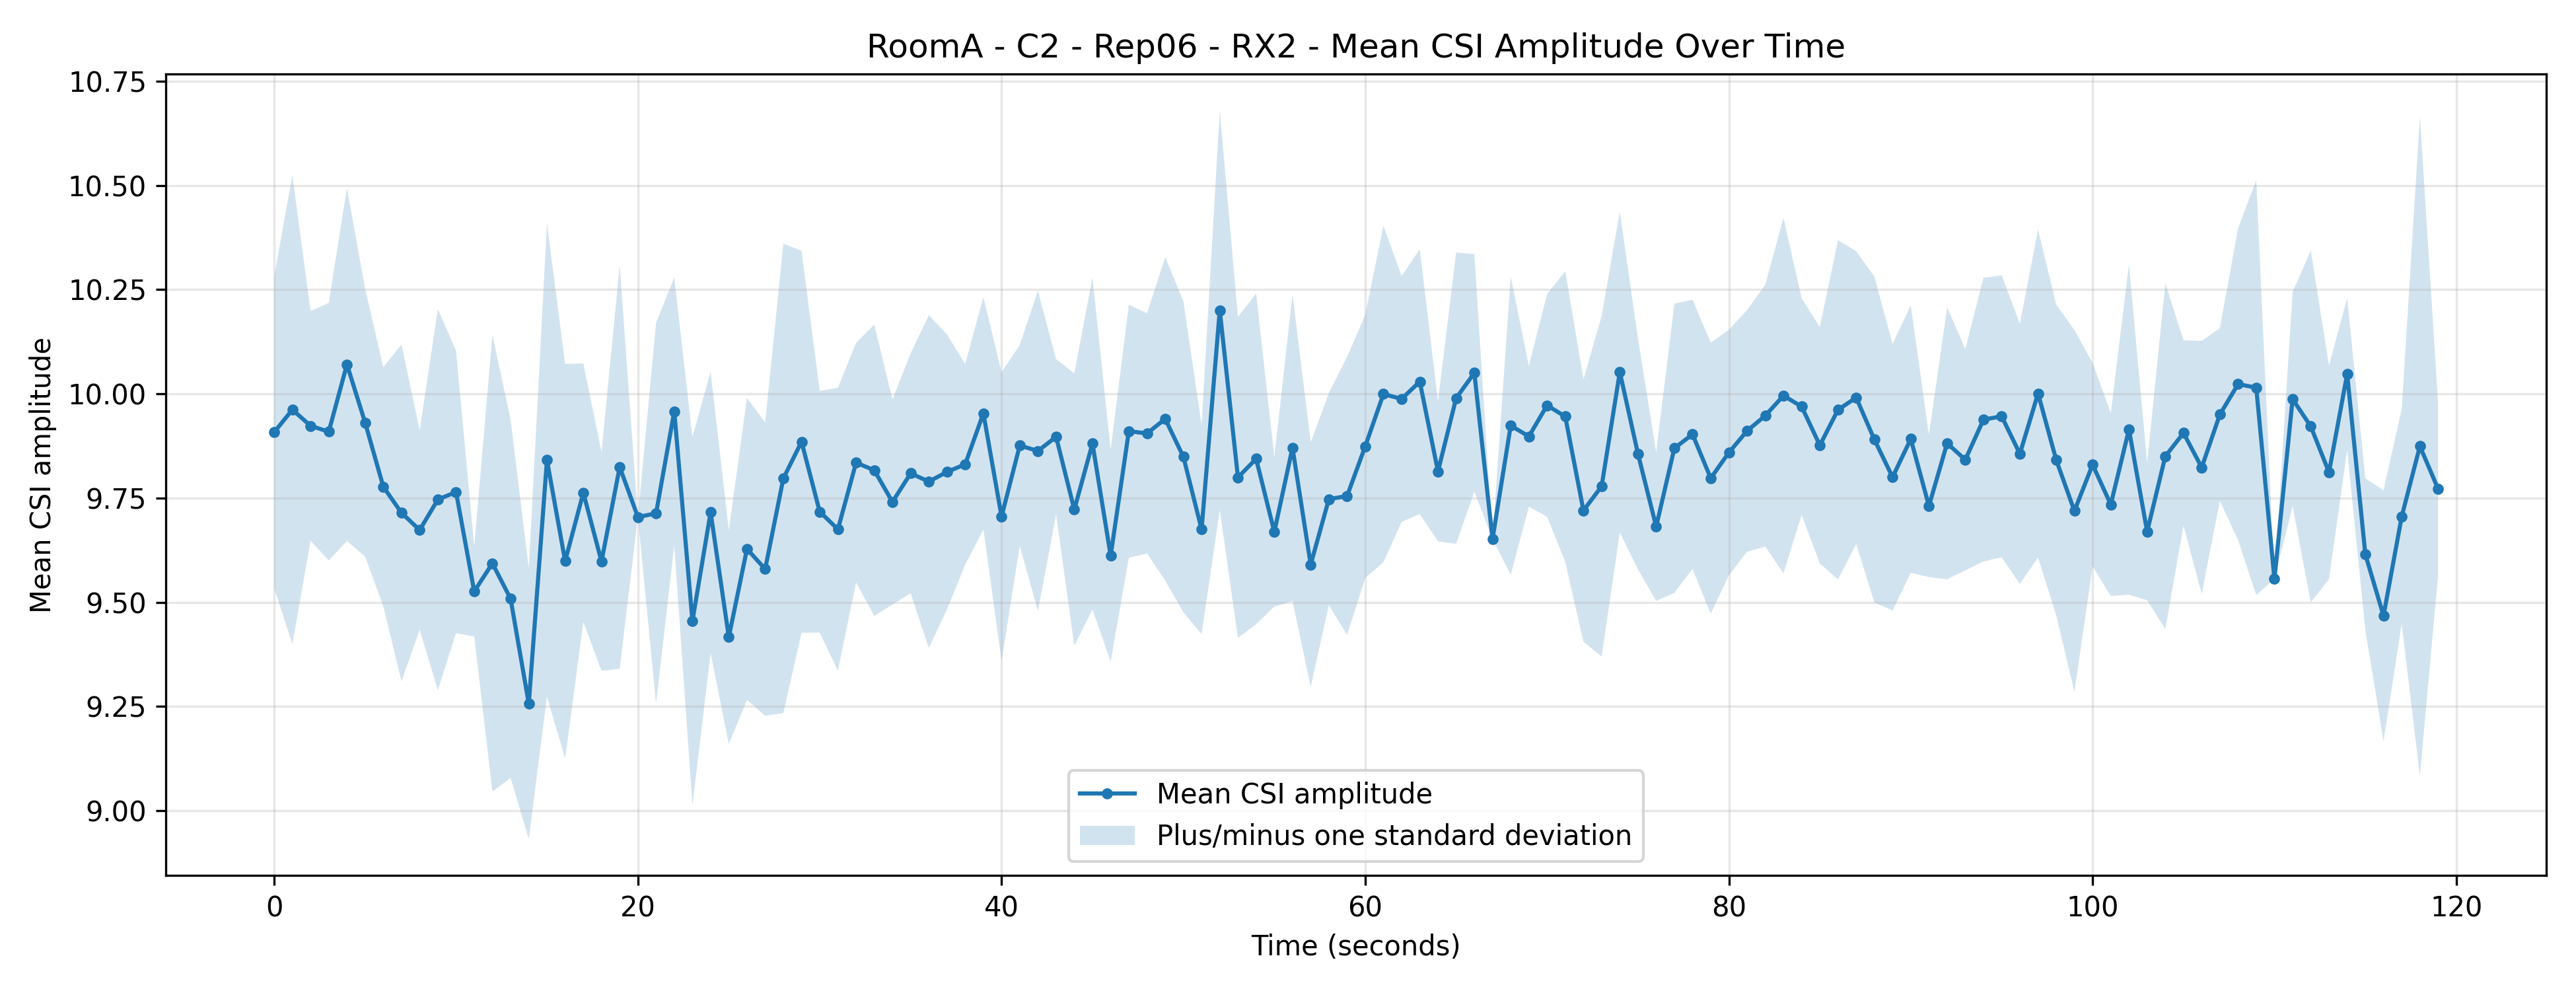 RoomA - C2 - Rep06 - RX2 - Mean CSI Amplitude Over Time
10.75
10.50
10.25
10.00
9.75
9.50
9.25
9.00
Mean CSI amplitude
Mean CSI amplitude
Plus/minus one standard deviation
0 20 40 60 80 100 120
Time (seconds)